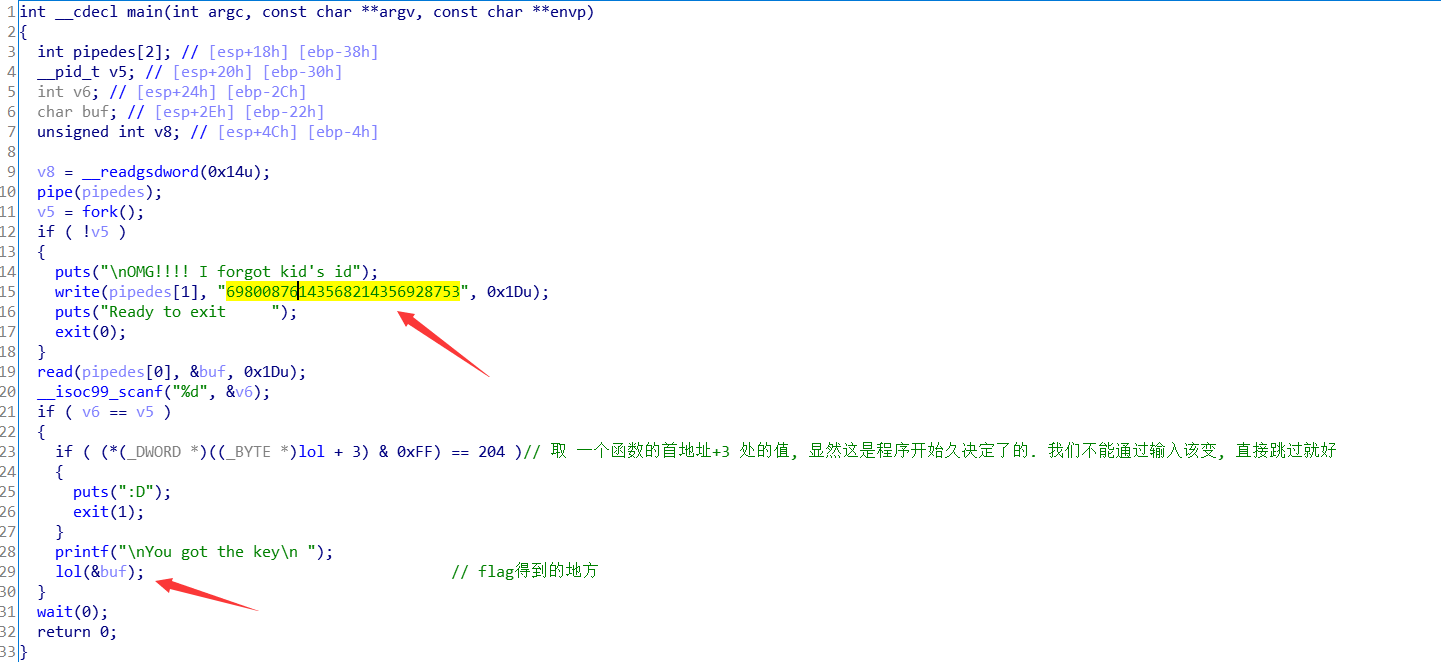 1 int __cdecl main(int argc, const char **argv, const char **envp)
2 {
3 int pipedes[2]; // [esp+18h] [ebp-38h]
4 __pid_t v5; // [esp+20h] [ebp-30h]
5 int v6; // [esp+24h] [ebp-2Ch]
6 char buf; // [esp+2Eh] [ebp-22h]
7 unsigned int v8; // [esp+4Ch] [ebp-4h]
8
9 v8 = __readgsdword(0x14u);
10 pipe(pipedes);
11 v5 = fork();
12 if ( !v5 )
13 {
14 puts("\nOMG!!!! I forgot kid's id");
15 write(pipedes[1], "69800876143568214356928753", 0x1Du);
16 puts("Ready to exit     ");
17 exit(0);
18 }
19 read(pipedes[0], &buf, 0x1Du);
20 __isoc99_scanf("%d", &v6);
21 if ( v6 == v5 )
22 {
23 if ( (*(_DWORD *)((_BYTE *)lol + 3) & 0xFF) == 204 )// 取 一个函数的首地址+3 处的值, 显然这是程序开始久决定了的. 我们不能通过输入该变, 直接跳过就好
24 {
25 puts(":D");
26 exit(1);
27 }
28 printf("\nYou got the key\n ");
29 lol(&buf); // flag得到的地方
30 }
31 wait(0);
32 return 0;
33 }